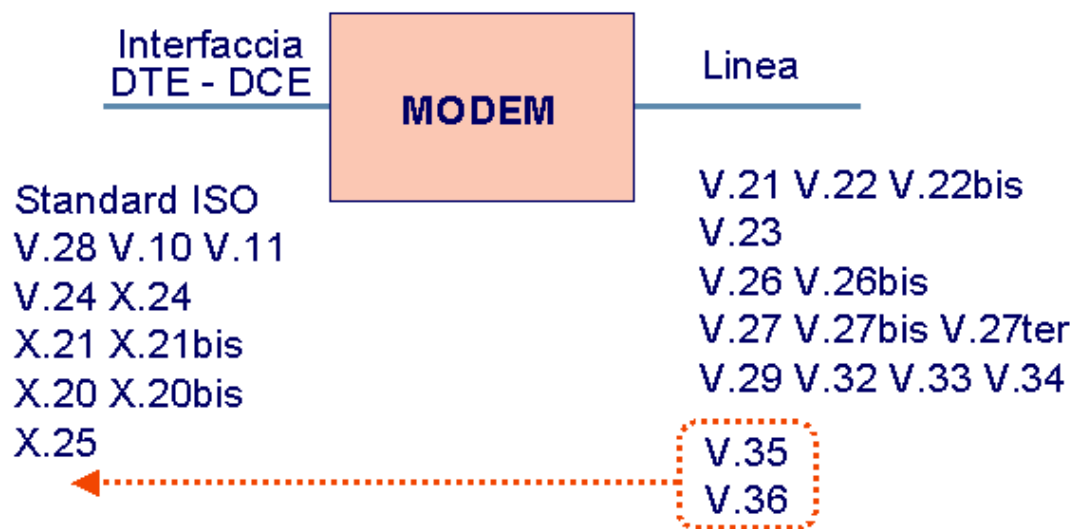 Interfaccia
DTE - DCE
MODEM
Linea
Standard ISO
V.28 V.10 V.11
V.24 X.24
X.21 X.21bis
X.20 X.20bis
X.25
V.21 V.22 V.22bis
V.23
V.26 V.26bis
V.27 V.27bis V.27ter
V.29 V.32 V.33 V.34
V.35
V.36